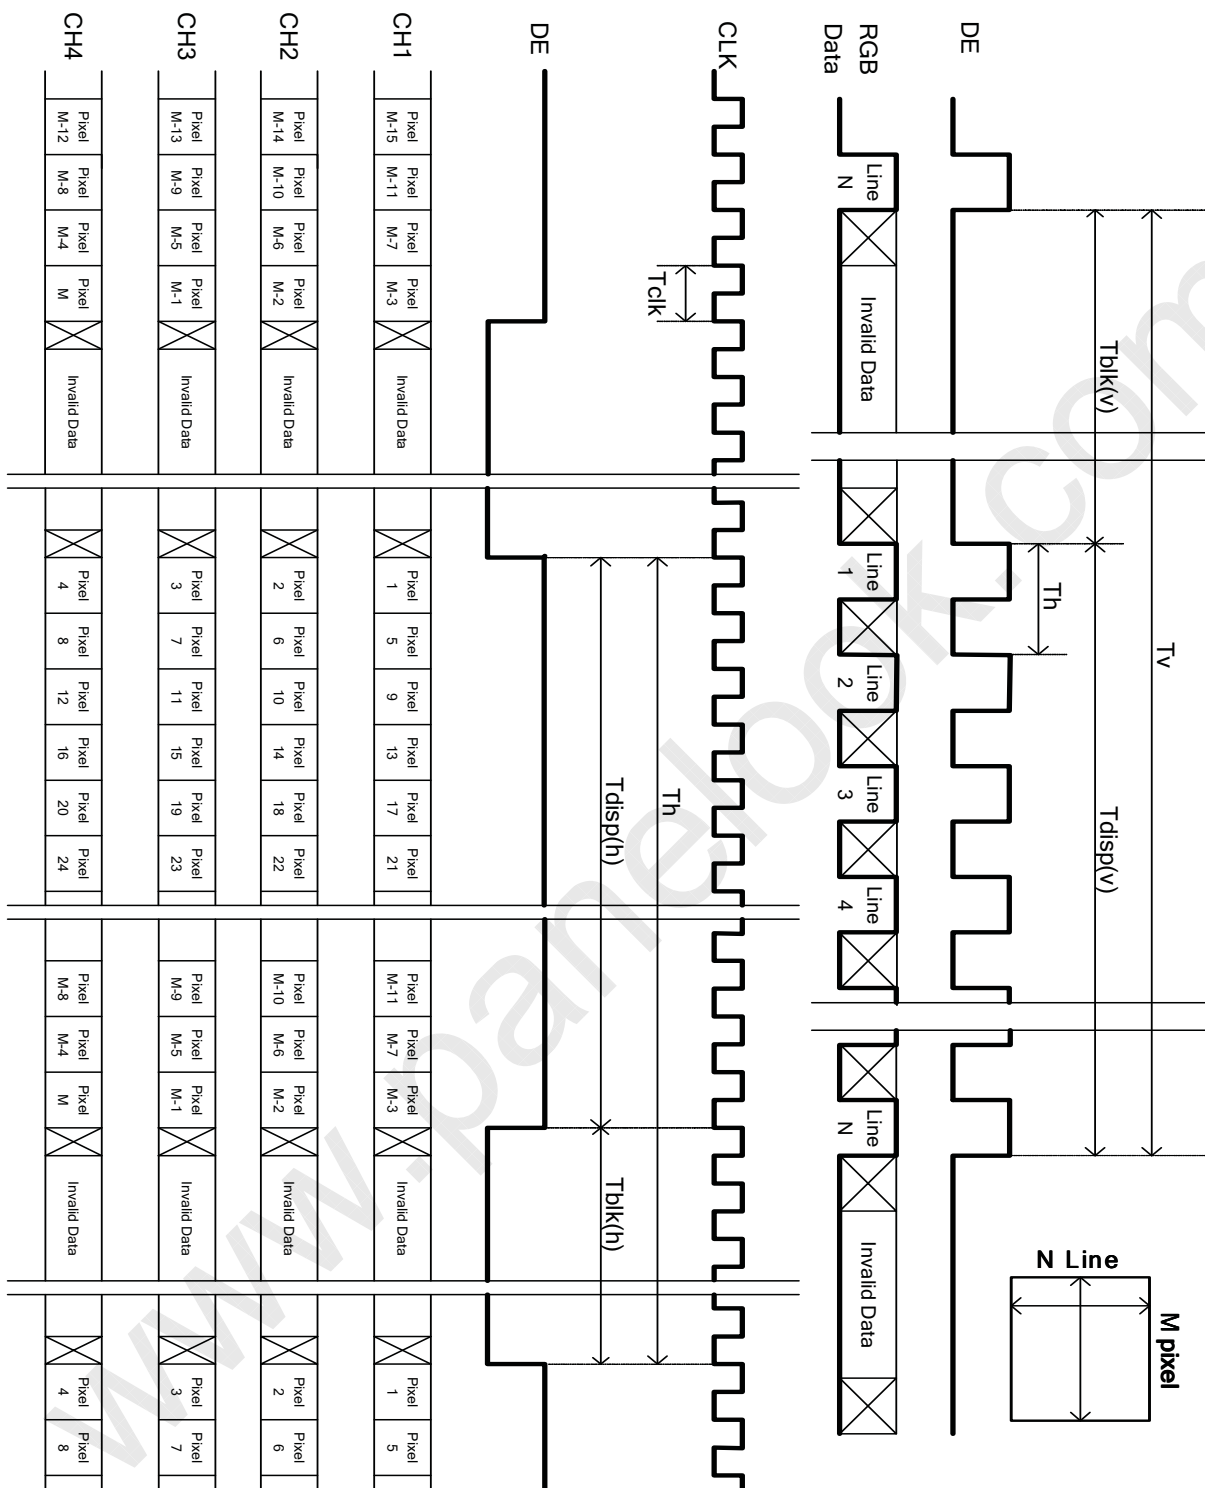 Tv
Tblk(v)
Tdisp(v)
Th
DE
RGB
Data
Line
N
Invalid Data
Line
1
Line
2
Line
3
Line
4
Line
N
Invalid Data
N Line
M pixel
CLK
Tclk
Th
Tdisp(h)
Tblk(h)
DE
CH1
Pixel
M-15
Pixel
M-11
Pixel
M-7
Pixel
M-3
Invalid Data
Pixel
1
Pixel
5
Pixel
9
Pixel
13
Pixel
17
Pixel
21
Pixel
M-11
Pixel
M-7
Pixel
M-3
Invalid Data
Pixel
1
Pixel
5
CH2
Pixel
M-14
Pixel
M-10
Pixel
M-6
Pixel
M-2
Invalid Data
Pixel
2
Pixel
6
Pixel
10
Pixel
14
Pixel
18
Pixel
22
Pixel
M-10
Pixel
M-6
Pixel
M-2
Invalid Data
Pixel
2
Pixel
6
CH3
Pixel
M-13
Pixel
M-9
Pixel
M-5
Pixel
M-1
Invalid Data
Pixel
3
Pixel
7
Pixel
11
Pixel
15
Pixel
19
Pixel
23
Pixel
M-9
Pixel
M-5
Pixel
M-1
Invalid Data
Pixel
3
Pixel
7
CH4
Pixel
M-12
Pixel
M-8
Pixel
M-4
Pixel
M
Invalid Data
Pixel
4
Pixel
8
Pixel
12
Pixel
16
Pixel
20
Pixel
24
Pixel
M-8
Pixel
M-4
Pixel
M
Invalid Data
Pixel
4
Pixel
8
www.panelook.com